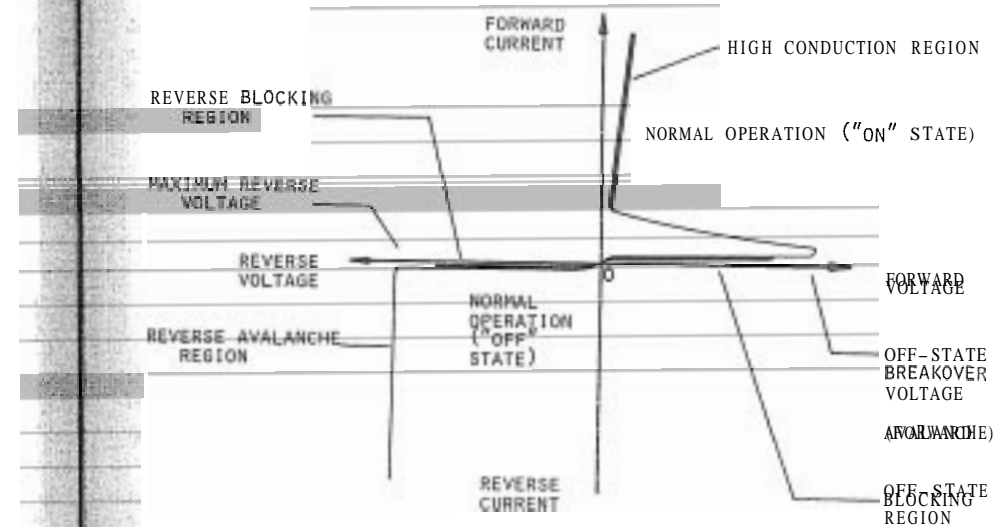 FORWARD
CURRENT
HIGH CONDUCTION REGION
REVERSE BLOCKING
REGION
NORMAL OPERATION ("ON" STATE)
MAXIMUM REVERSE
VOLTAGE
REVERSE
VOLTAGE
0
FORWARD
VOLTAGE
NORMAL
OPERATION
("OFF"
STATE)
REVERSE AVALANCHE
REGION
OFF-STATE
BREAKOVER
VOLTAGE
OFF-STATE
BLOCKING
REGION
REVERSE
CURRENT